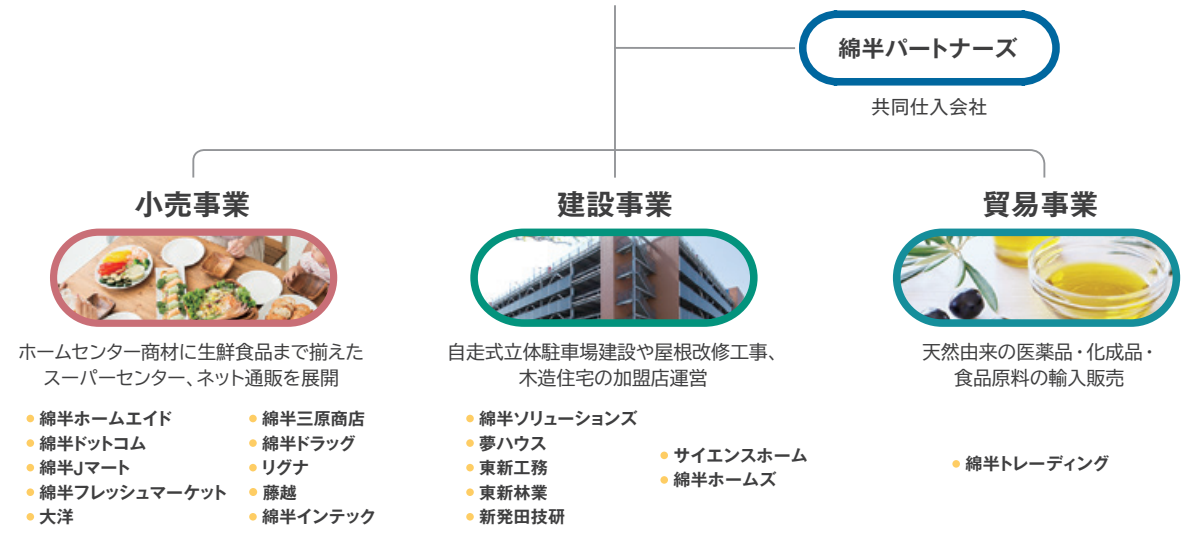 綿半パートナーズ
共同仕入会社
小売事業
ホームセンター商材に生鮮食品まで揃えた
スーパーセンター、ネット通販を展開
綿半ホームエイド
綿半ドットコム
綿半Jマート
綿半フレッシュマーケット
大洋
綿半三原商店
綿半ドラッグ
リグナ
藤越
綿半インテック
建設事業
自走式立体駐車場建設や屋根改修工事、
木造住宅の加盟店運営
綿半ソリューションズ
夢ハウス
東新工務
東新林業
新発田技研
サイエンスホーム
綿半ホームズ
貿易事業
天然由来の医薬品・化成品・
食品原料の輸入販売
綿半トレーディング